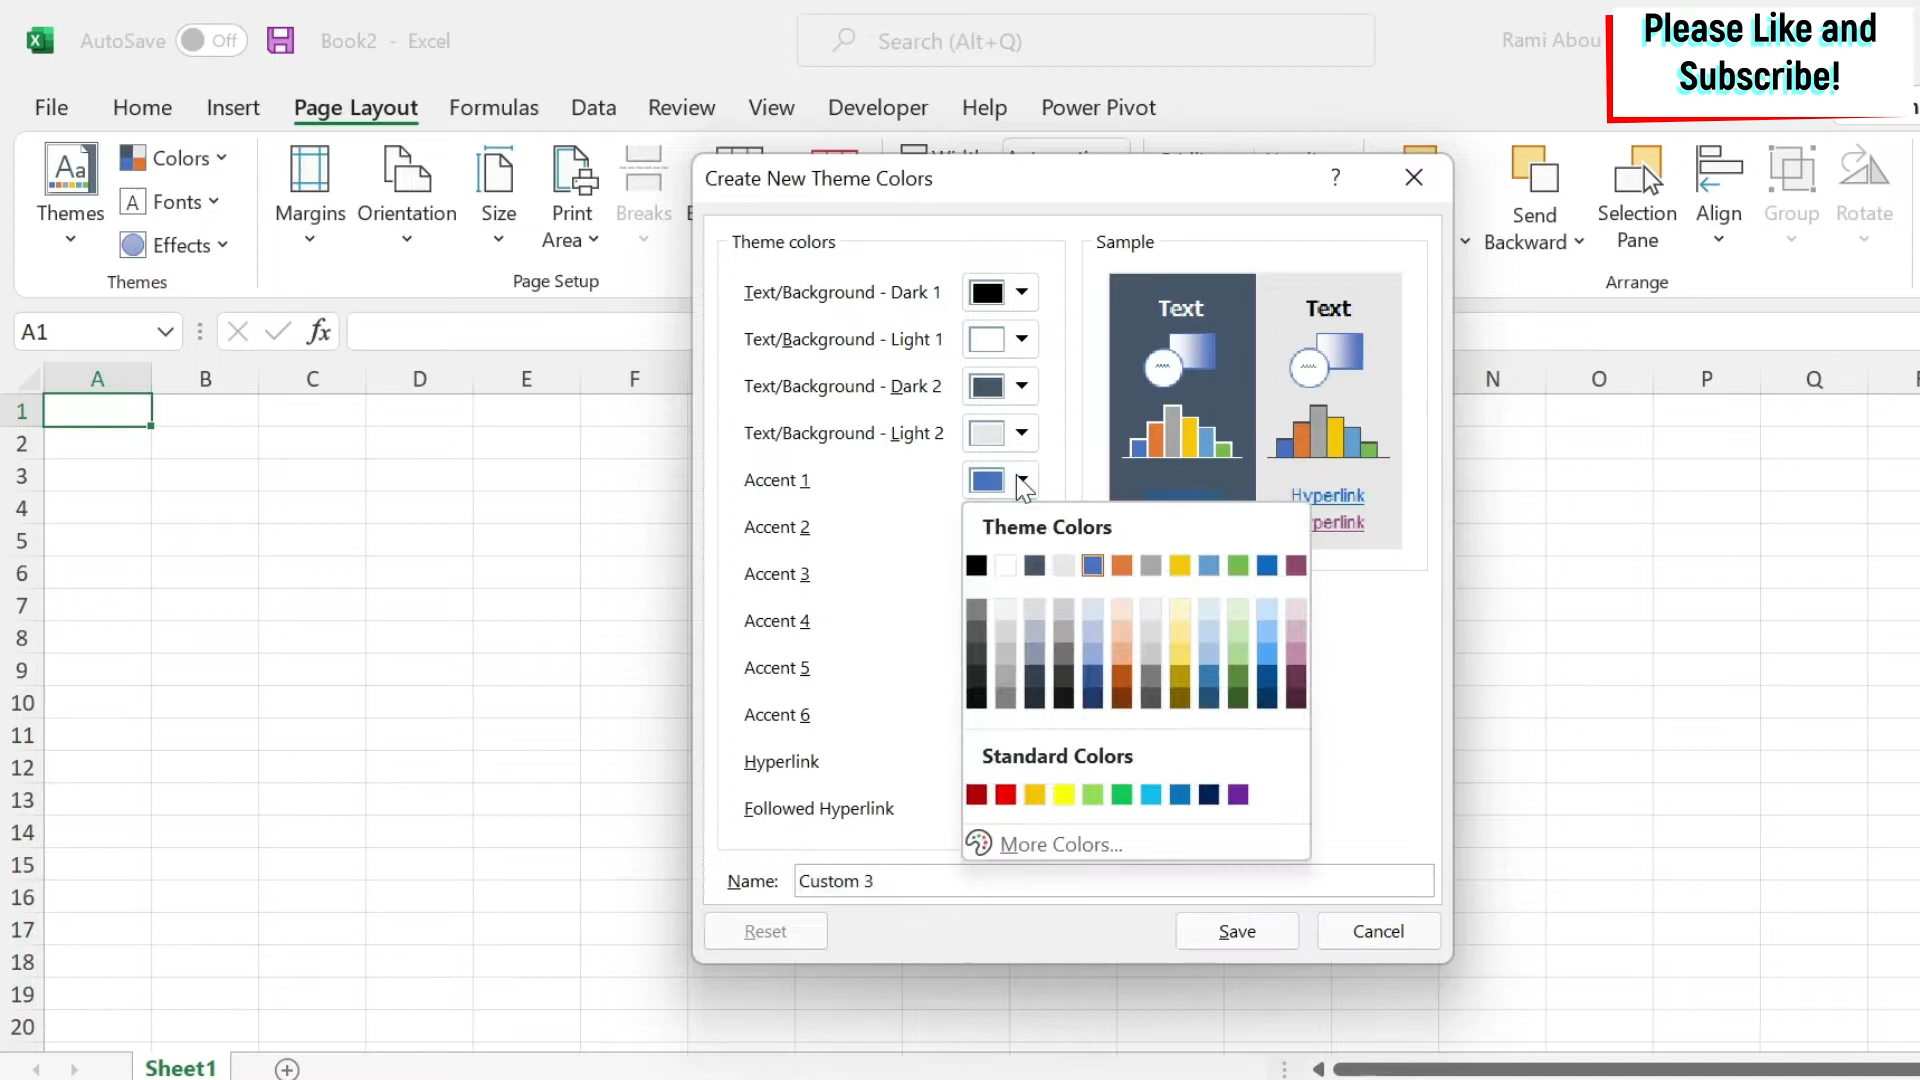 AutoSave Off Book2 - Excel Search (Alt+Q) Rami Abou
Please Like and
Subscribe!
File Home Insert Page Layout Formulas Data Review View Developer Help Power Pivot
Themes
Colors
Fonts
Effects
Themes
Margins Orientation Size Print
Area Breaks
Page Setup
Send
Backward
Selection
Pane
Align Group Rotate
Arrange
A1 fx
A B C D E F N O P Q
1
2
3
4
5
6
7
8
9
10
11
12
13
14
15
16
17
18
19
20
Create New Theme Colors ?
Theme colors
Text/Background - Dark 1
Text/Background - Light 1
Text/Background - Dark 2
Text/Background - Light 2
Accent 1
Accent 2
Accent 3
Accent 4
Accent 5
Accent 6
Hyperlink
Followed Hyperlink
Sample
Text Text
Hyperlink
perlink
Theme Colors
Standard Colors
More Colors...
Name: Custom 3
Reset Save Cancel
Sheet1